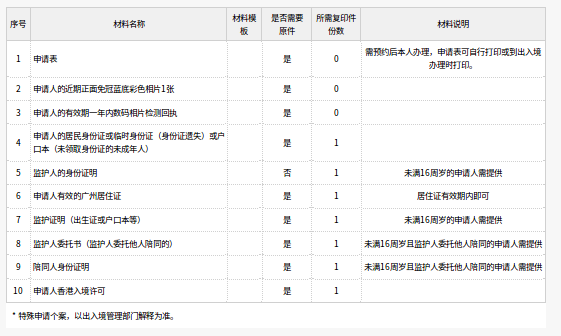 序号 材料名称 材料模板 是否需要原件 所需复印件份数 材料说明
1 申请表 是 0 需预约后本人办理，申请表可自行打印或到出入境办理时打印。
2 申请人的近期正面免冠蓝底彩色相片1张 是 0
3 申请人的有效期一年内数码相片检测回执 是 0
4 申请人的居民身份证或临时身份证（身份证遗失）或户口本（未领取身份证的未成年人） 是 1
5 监护人的身份证明 否 1 未满16周岁的申请人需提供
6 申请人有效的广州居住证 是 1 居住证有效期内即可
7 监护证明（出生证或户口本等） 是 1 未满16周岁的申请人需提供
8 监护人委托书（监护人委托他人陪同的） 是 1 未满16周岁且监护人委托他人陪同的申请人需提供
9 陪同人身份证明 是 1 未满16周岁且监护人委托他人陪同的申请人需提供
10 申请人香港入境许可 是 1
* 特殊申请个案，以出入境管理部门解释为准。